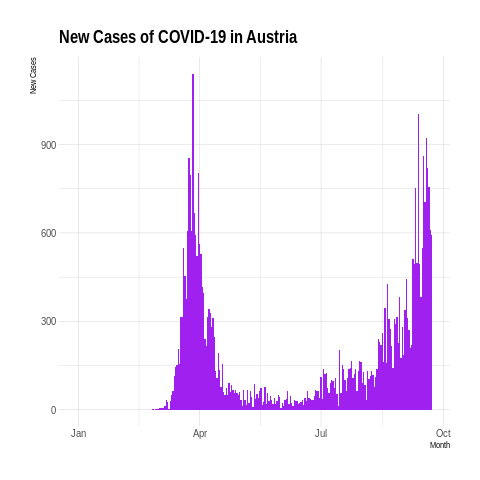 New Cases of COVID-19 in Austria
New Cases
900
600
300
0
Jan Apr Jul Oct
Month